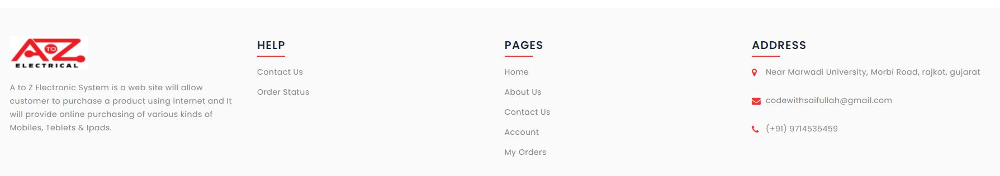 A TO Z
ELECTRICAL
A to Z Electronic System is a web site will allow
customer to purchase a product using internet and It
will provide online purchasing of various kinds of
Mobiles, Teblets & Ipads.
HELP
Contact Us
Order Status
PAGES
Home
About Us
Contact Us
Account
My Orders
ADDRESS
Near Marwadi University, Morbi Road, rajkot, gujarat
codewithsaifullah@gmail.com
(+91) 9714535459